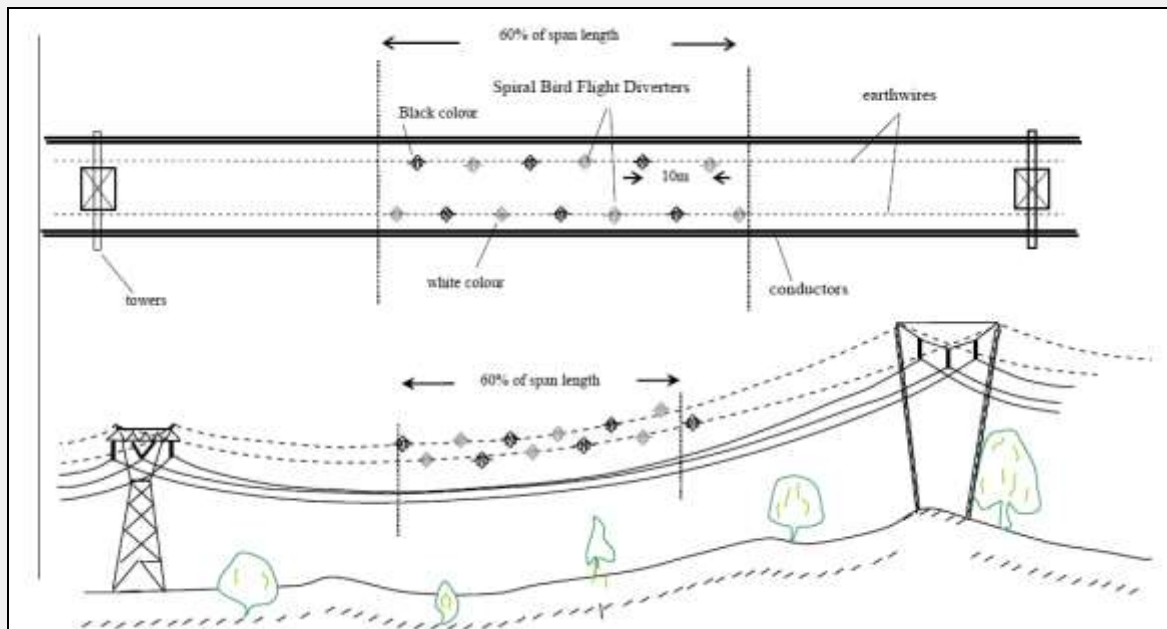 60% of span length
Spiral Bird Flight Diverters
earthwires
Black colour
10m
white colour
conductors
towers
60% of span length